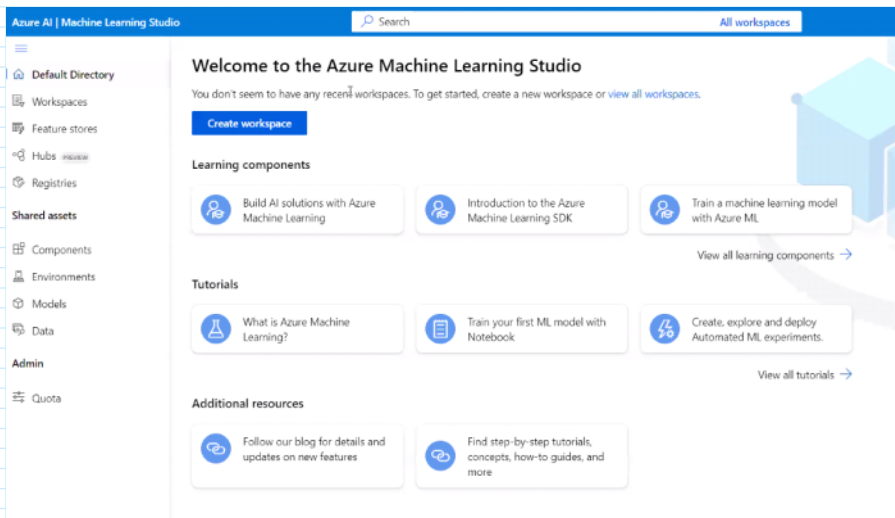 Azure AI | Machine Learning Studio
Search
All workspaces
Default Directory
Workspaces
Feature stores
Hubs PREVIEW
Registries
Shared assets
Components
Environments
Models
Data
Admin
Quota
Welcome to the Azure Machine Learning Studio
You don't seem to have any recent workspaces. To get started, create a new workspace or view all workspaces.
Create workspace
Learning components
Build AI solutions with Azure
Machine Learning
Introduction to the Azure
Machine Learning SDK
Train a machine learning model
with Azure ML
View all learning components
Tutorials
What is Azure Machine
Learning?
Train your first ML model with
Notebook
Create, explore and deploy
Automated ML experiments.
View all tutorials
Additional resources
Follow our blog for details and
updates on new features
Find step-by-step tutorials,
concepts, how-to guides, and
more